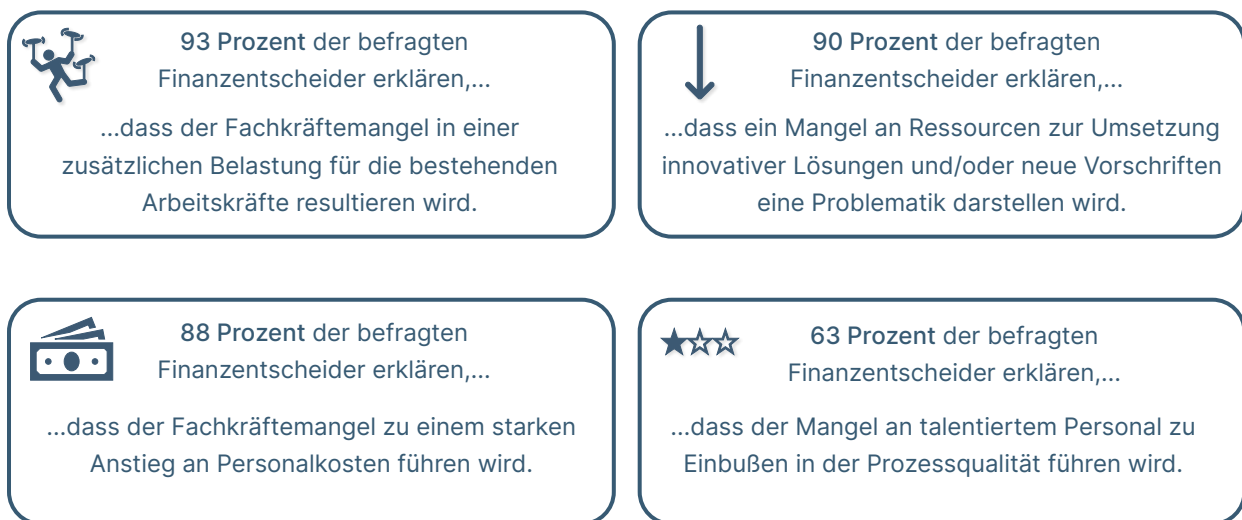 93 Prozent der befragten
Finanzentscheider erklären,...
...dass der Fachkräftemangel in einer
zusätzlichen Belastung für die bestehenden
Arbeitskräfte resultieren wird.
90 Prozent der befragten
Finanzentscheider erklären,...
...dass ein Mangel an Ressourcen zur Umsetzung
innovativer Lösungen und/oder neue Vorschriften
eine Problematik darstellen wird.
88 Prozent der befragten
Finanzentscheider erklären,...
...dass der Fachkräftemangel zu einem starken
Anstieg an Personalkosten führen wird.
63 Prozent der befragten
Finanzentscheider erklären,...
...dass der Mangel an talentiertem Personal zu
Einbußen in der Prozessqualität führen wird.